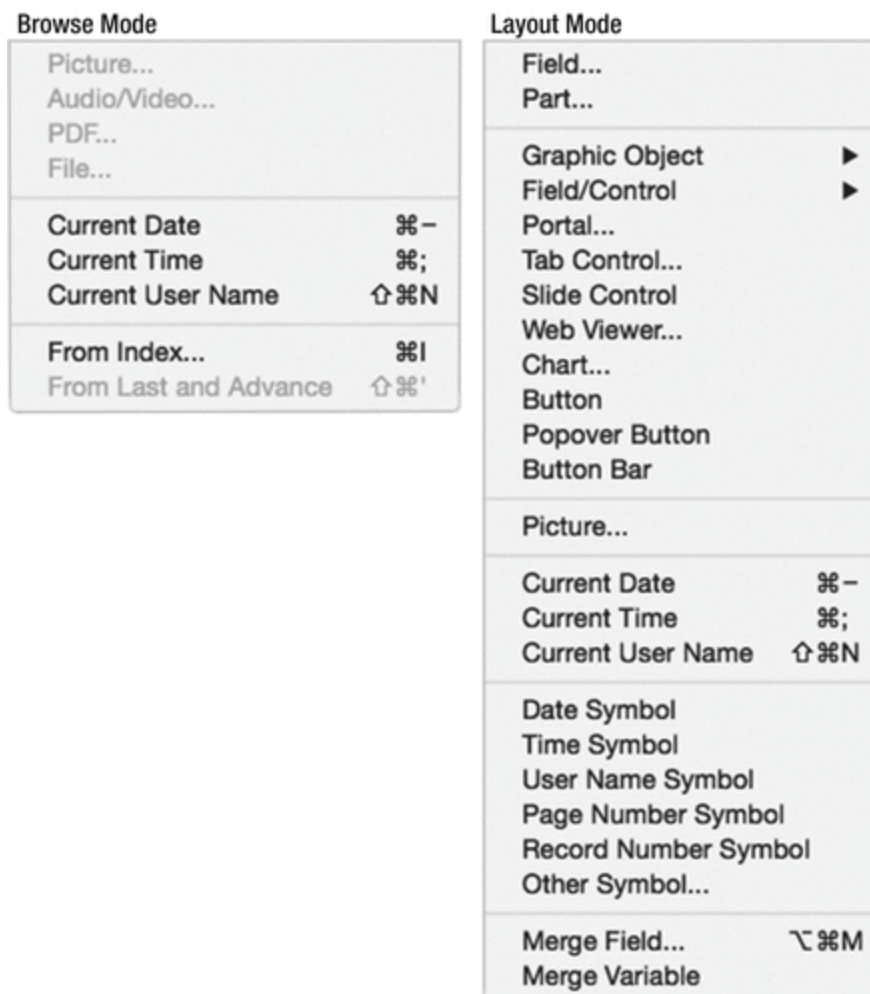 Browse Mode
Picture...
Audio/Video...
PDF...
File...
Current Date ⌘–
Current Time ⌘;
Current User Name ⇧⌘N
From Index... ⌘I
From Last and Advance ⇧⌘'
Layout Mode
Field...
Part...
Graphic Object ▶
Field/Control ▶
Portal...
Tab Control...
Slide Control
Web Viewer...
Chart...
Button
Popover Button
Button Bar
Picture...
Current Date ⌘–
Current Time ⌘;
Current User Name ⇧⌘N
Date Symbol
Time Symbol
User Name Symbol
Page Number Symbol
Record Number Symbol
Other Symbol...
Merge Field... ⌥⌘M
Merge Variable